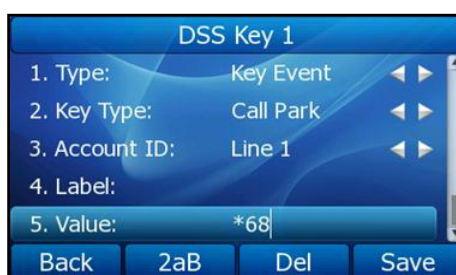 DSS Key 1
1. Type: Key Event
2. Key Type: Call Park
3. Account ID: Line 1
4. Label:
5. Value: *68
Back 2aB Del Save